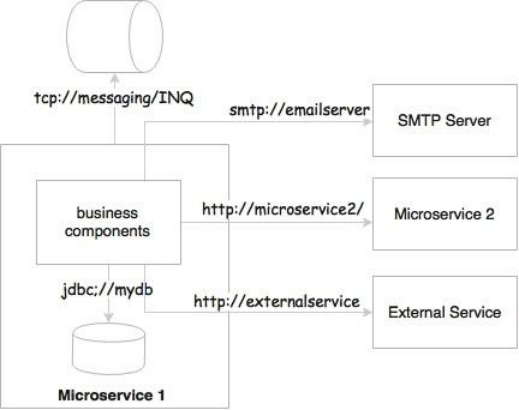 tcp://messaging/INQ
smtp://emailserver
SMTP Server
business
components
http://microservice2/
Microservice 2
jdbc;//mydb
http://externalservice
External Service
Microservice 1